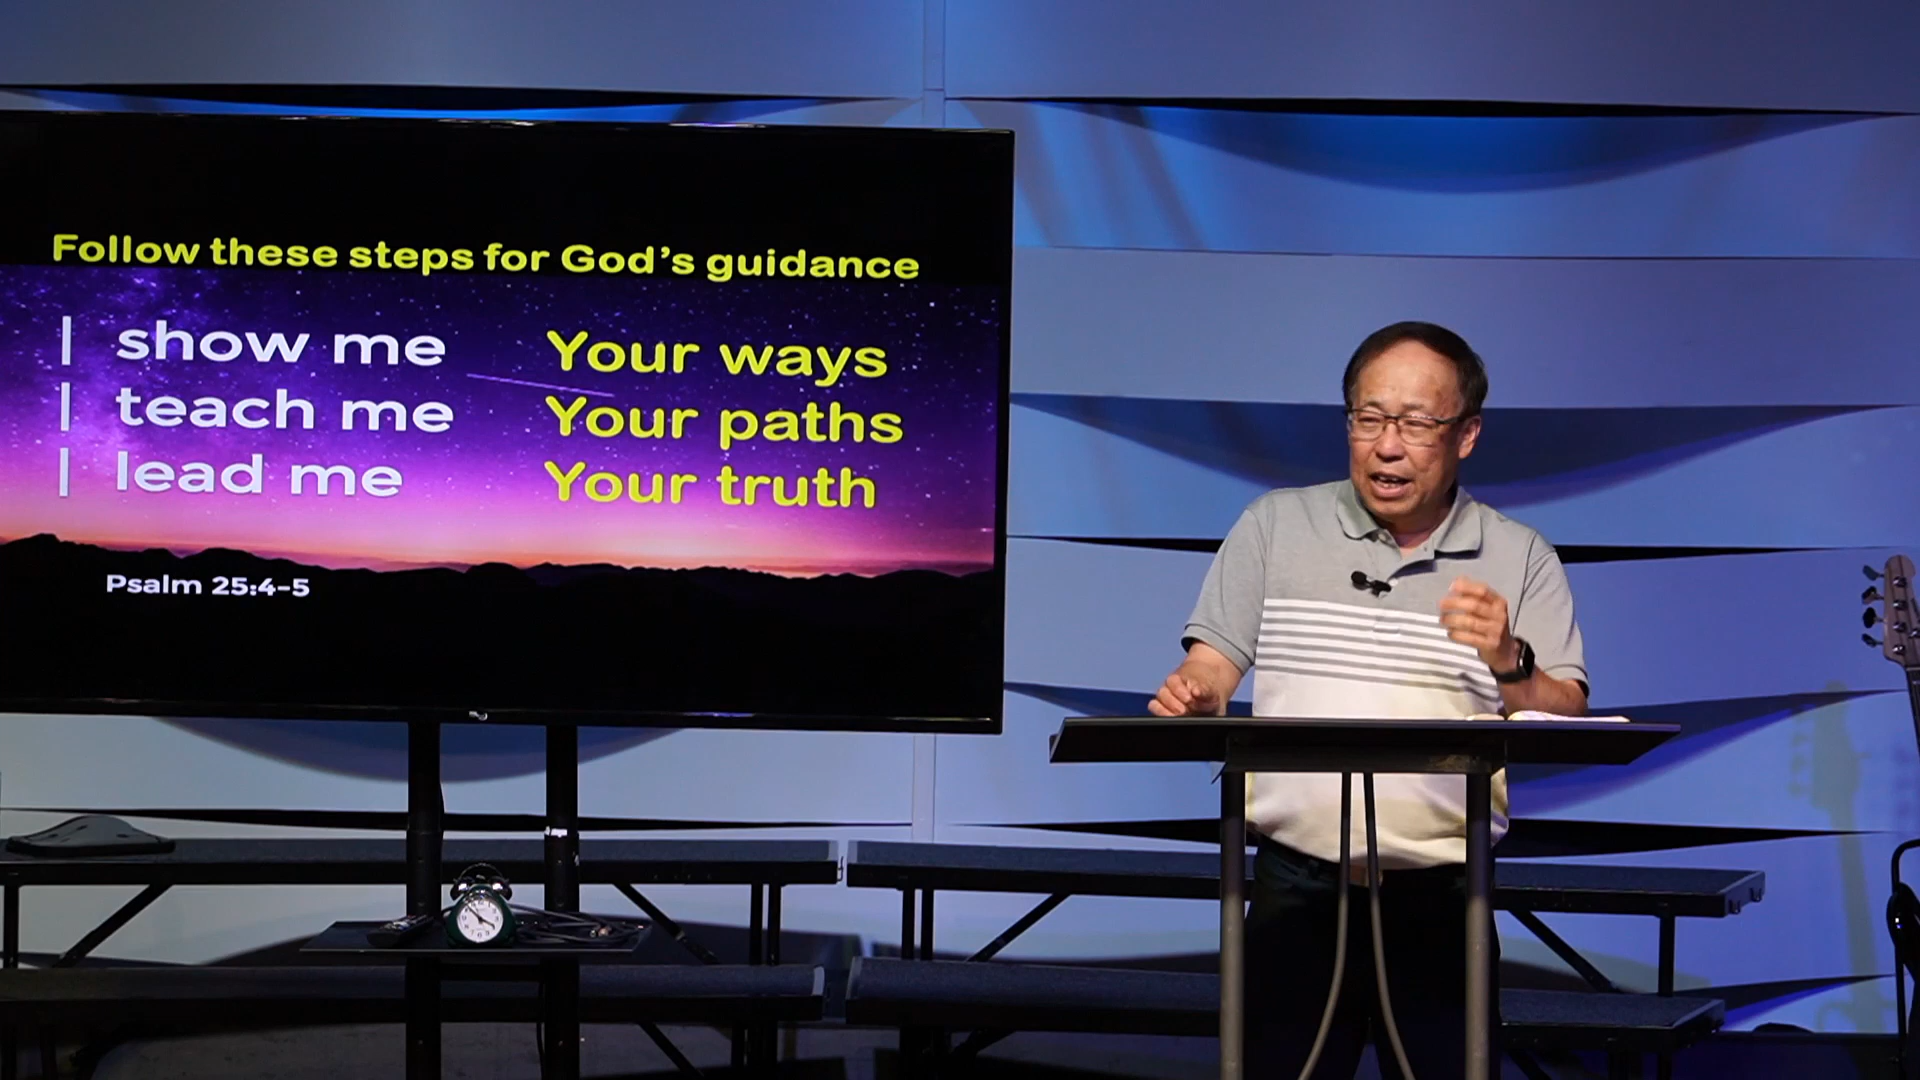 Follow these steps for God's guidance
| show me Your ways
| teach me Your paths
| lead me Your truth
Psalm 25:4-5